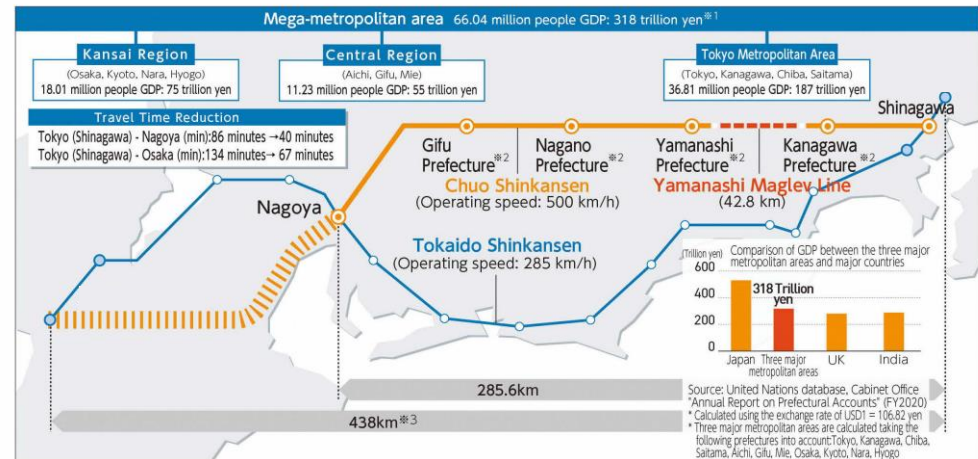 Mega-metropolitan area 66.04 million people GDP: 318 trillion yen※1
Kansai Region
(Osaka, Kyoto, Nara, Hyogo)
18.01 million people GDP: 75 trillion yen
Central Region
(Aichi, Gifu, Mie)
11.23 million people GDP: 55 trillion yen
Tokyo Metropolitan Area
(Tokyo, Kanagawa, Chiba, Saitama)
36.81 million people GDP: 187 trillion yen
Travel Time Reduction
Tokyo (Shinagawa) - Nagoya (min):86 minutes →40 minutes
Tokyo (Shinagawa) - Osaka (min):134 minutes→ 67 minutes
Shinagawa
Gifu
Prefecture※2
Nagano
Prefecture※2
Yamanashi
Prefecture※2
Kanagawa
Prefecture※2
Chuo Shinkansen
(Operating speed: 500 km/h)
Yamanashi Maglev Line
(42.8 km)
Nagoya
Tokaido Shinkansen
(Operating speed: 285 km/h)
(Trillion yen)
Comparison of GDP between the three major
metropolitan areas and major countries
600
400
200
0
318 Trillion
yen
Japan
Three major
metropolitan areas
UK
India
285.6km
438km※3
Source: United Nations database, Cabinet Office
"Annual Report on Prefectural Accounts" (FY2020)
* Calculated using the exchange rate of USD1 = 106.82 yen
* Three major metropolitan areas are calculated taking the
following prefectures into account:Tokyo, Kanagawa, Chiba,
Saitama, Aichi, Gifu, Mie, Osaka, Kyoto, Nara, Hyogo